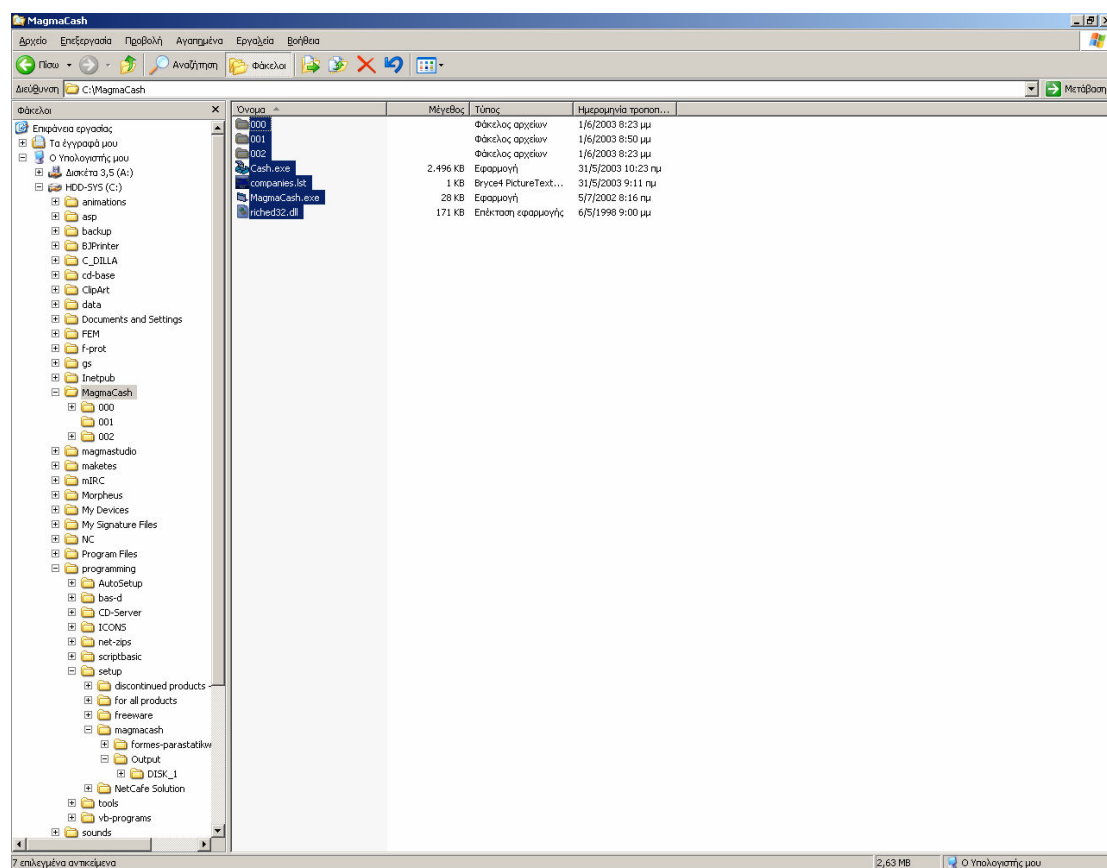 MagmaCash
Αρχείο Επεξεργασία Προβολή Αγαπημένα Εργαλεία Βοήθεια
Πίσω Αναζήτηση Φάκελοι
Διεύθυνση C:\MagmaCash Μετάβαση
Φάκελοι
Επιφάνεια εργασίας
Τα έγγραφά μου
Ο Υπολογιστής μου
Δισκέτα 3,5 (A:)
HDD-SYS (C:)
animations
asp
backup
BJPrinter
C_DILLA
cd-base
ClipArt
data
Documents and Settings
FEM
f-prot
gs
Inetpub
MagmaCash
000
001
002
magmastudio
maketes
mIRC
Morpheus
My Devices
My Signature Files
NC
Program Files
programming
AutoSetup
bas-d
CD-Server
ICONS
net-zips
scriptbasic
setup
discontinued products -
for all products
freeware
magmacash
formes-parastatikw
Output
DISK_1
NetCafe Solution
tools
vb-programs
sounds
Όνομα Μέγεθος Τύπος Ημερομηνία τροποπ...
000 Φάκελος αρχείων 1/6/2003 8:23 μμ
001 Φάκελος αρχείων 1/6/2003 8:50 μμ
002 Φάκελος αρχείων 1/6/2003 8:23 μμ
Cash.exe 2.496 KB Εφαρμογή 31/5/2003 10:23 πμ
companies.lst 1 KB Bryce4 PictureText... 31/5/2003 9:11 πμ
MagmaCash.exe 28 KB Εφαρμογή 5/7/2002 8:16 πμ
riched32.dll 171 KB Επέκταση εφαρμογής 6/5/1998 9:00 μμ
7 επιλεγμένα αντικείμενα 2,63 MB Ο Υπολογιστής μου